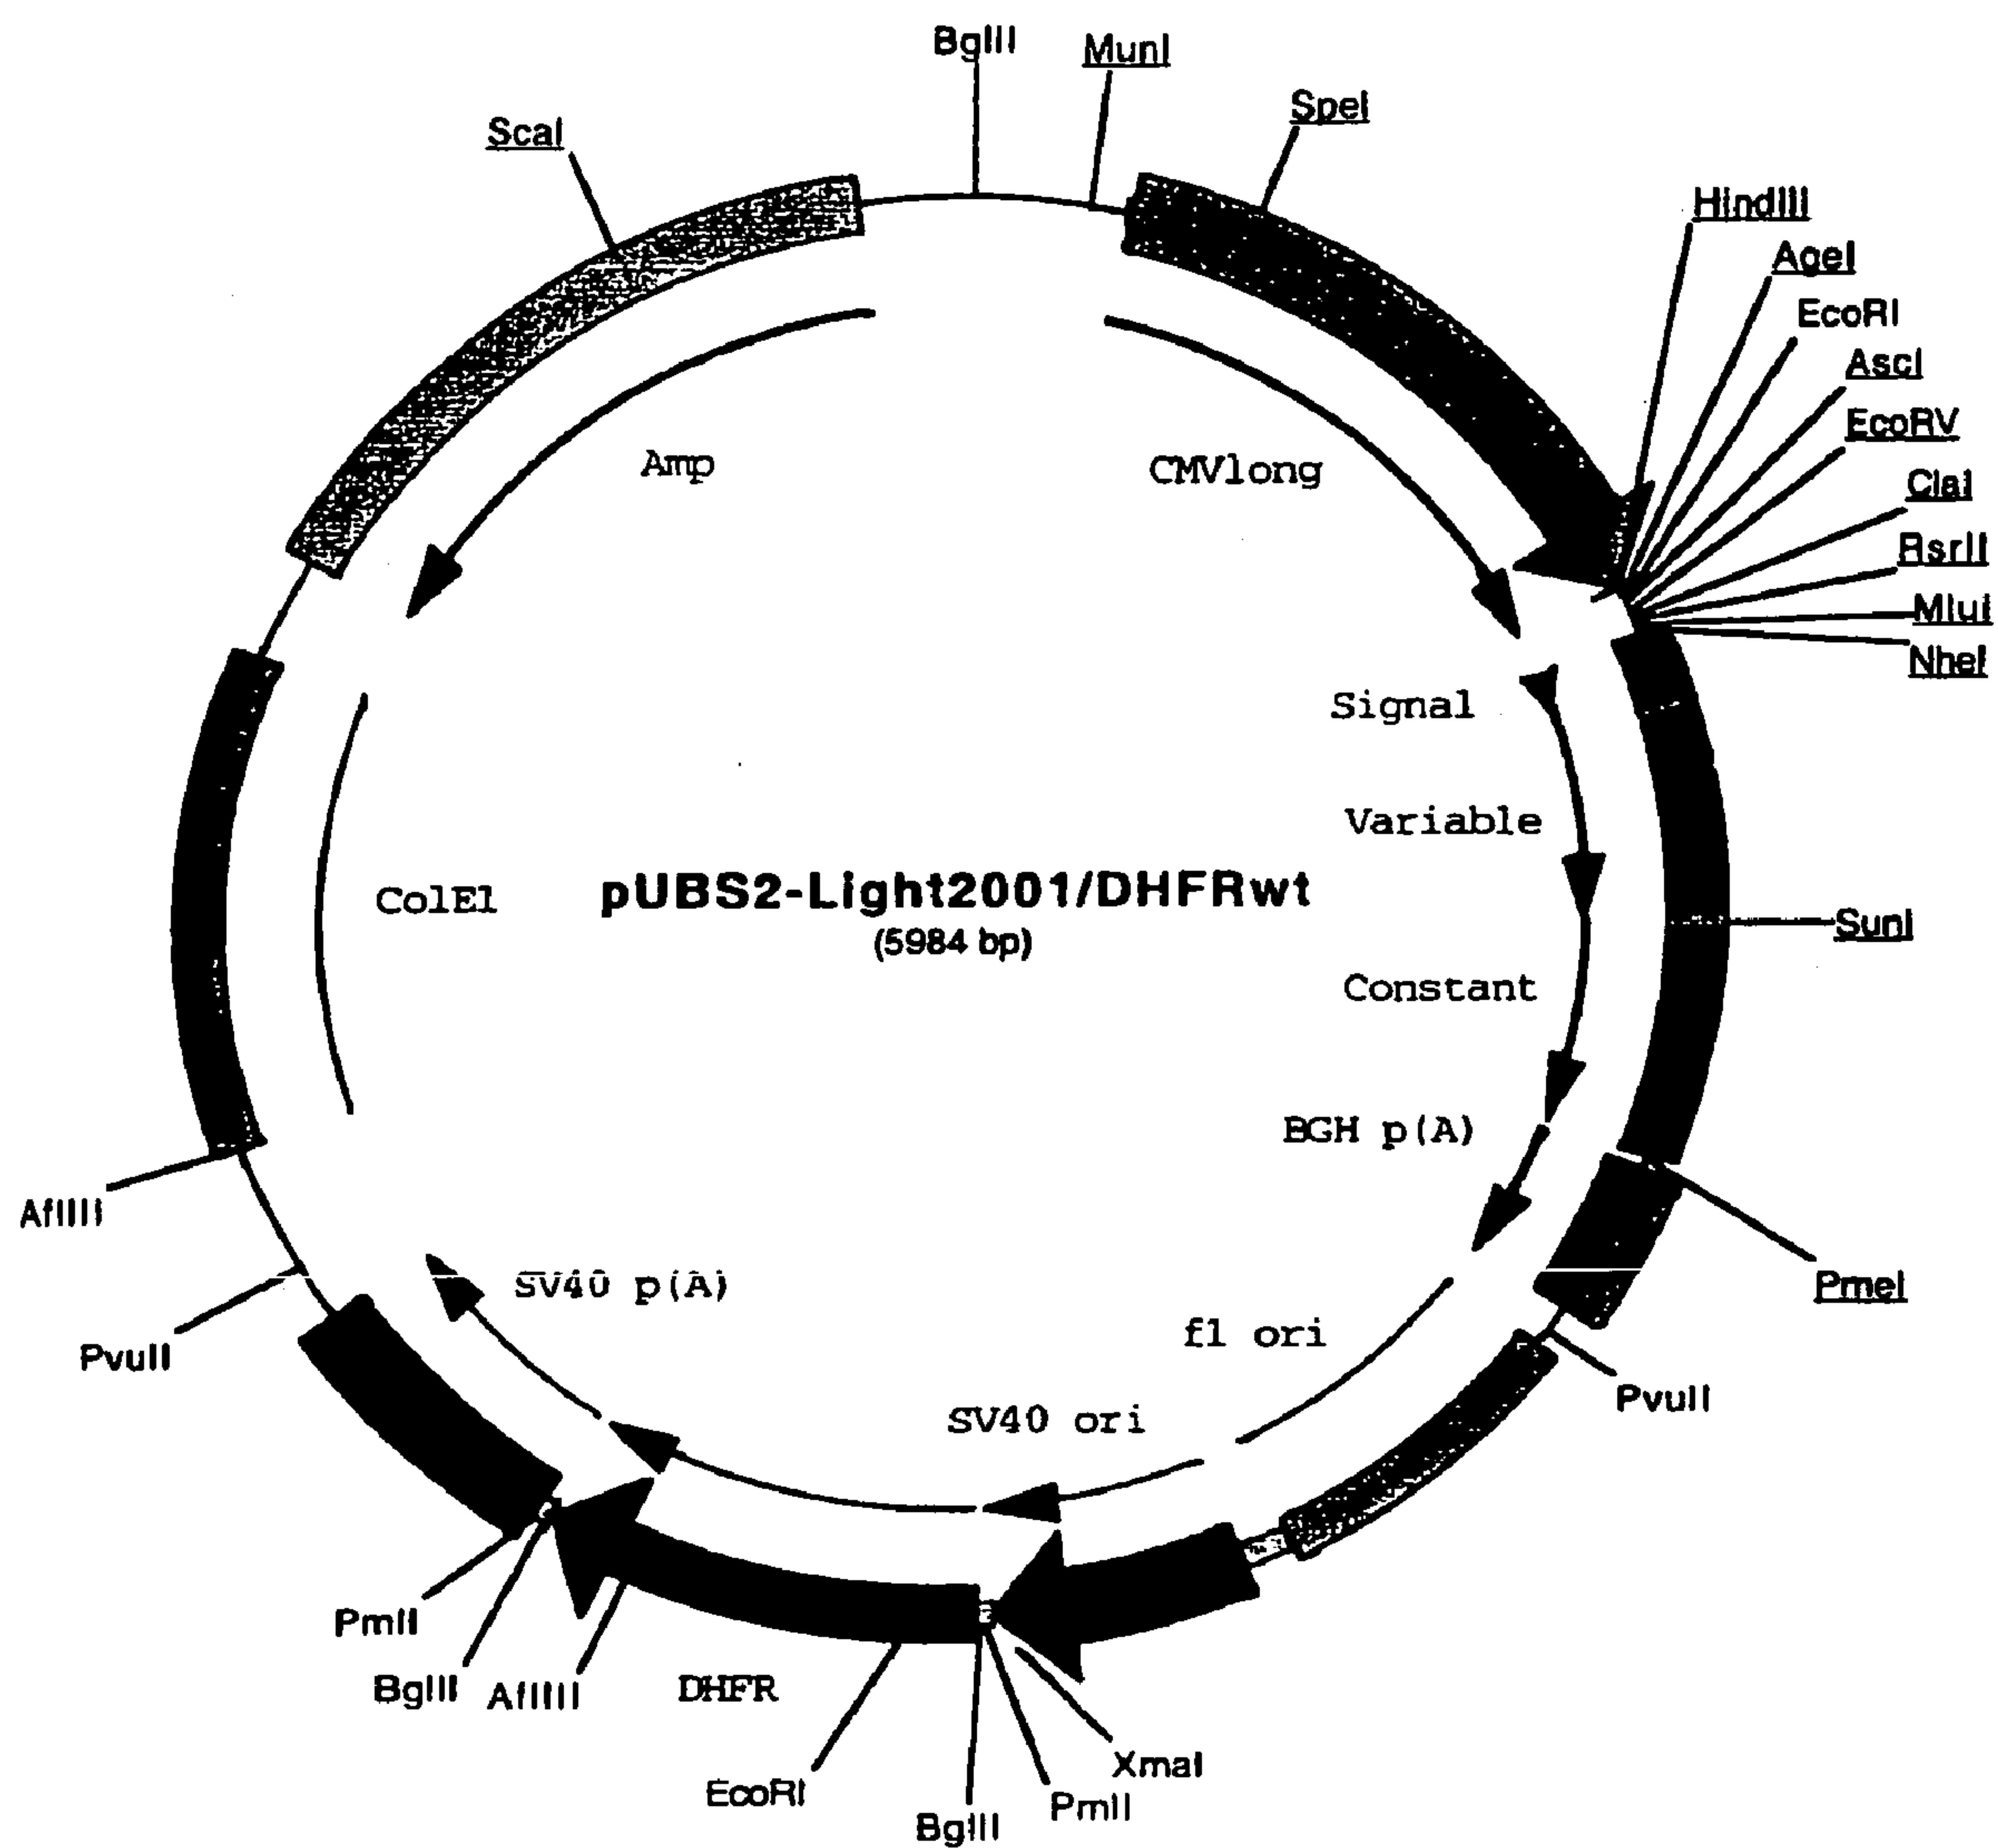 BglII
MunI
SpeI
ScaI
HindIII
AgeI
EcoRI
AscI
EcoRV
ClaI
RsrII
MluI
NheI
Amp
CMVlong
Signal
Variable
ColE1
pUBS2-Light2001/DHFRwt
(5984 bp)
SunI
Constant
BGH p(A)
AflIII
SV40 p(A)
PmeI
PvuII
f1 ori
PvuII
SV40 ori
PmlI
BglII
AflIII
DHFR
EcoRI
BglII
PmlI
XmaI